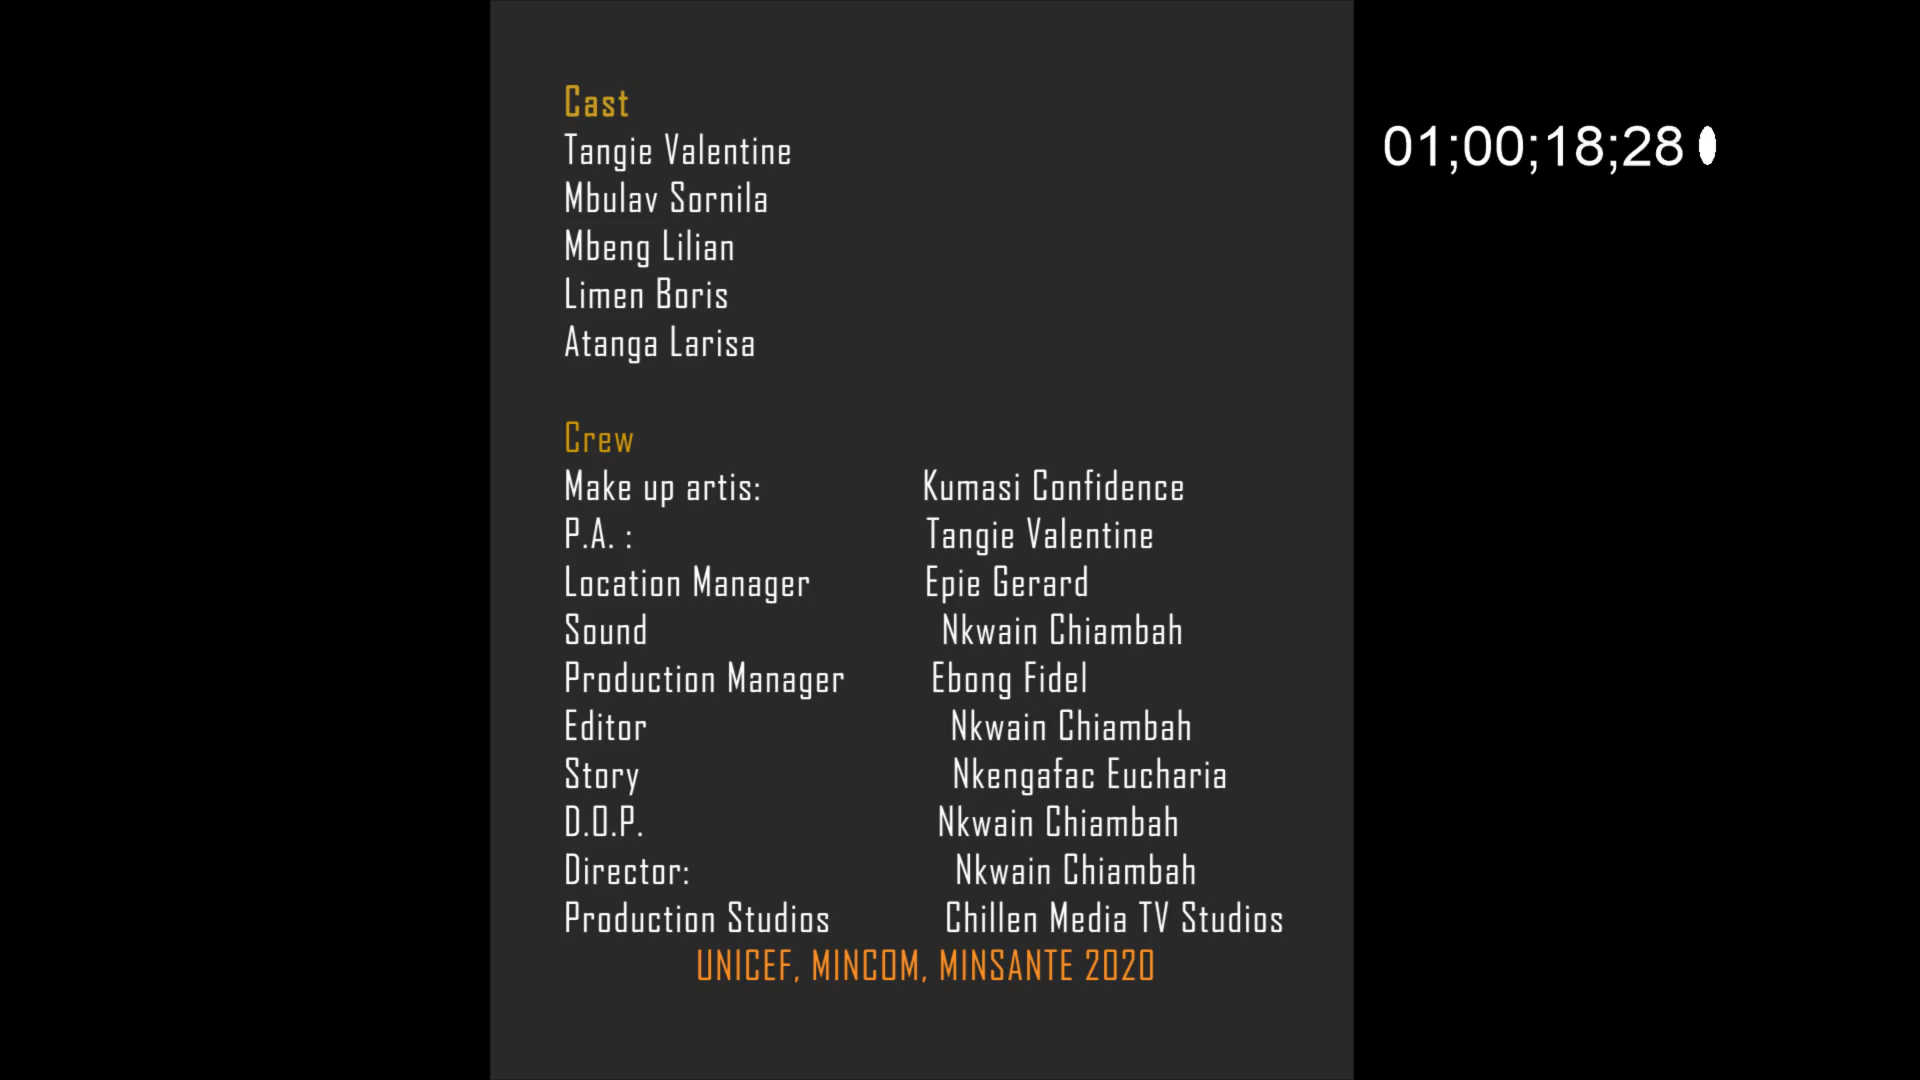 Cast
Tangie Valentine
Mbulav Sornila
Mbeng Lilian
Limen Boris
Atanga Larisa
Crew
Make up artis: Kumasi Confidence
P.A. : Tangie Valentine
Location Manager Epie Gerard
Sound Nkwain Chiambah
Production Manager Ebong Fidel
Editor Nkwain Chiambah
Story Nkengafac Eucharia
D.O.P. Nkwain Chiambah
Director: Nkwain Chiambah
Production Studios Chillen Media TV Studios
UNICEF, MINCOM, MINSANTE 2020
01;00;18;28